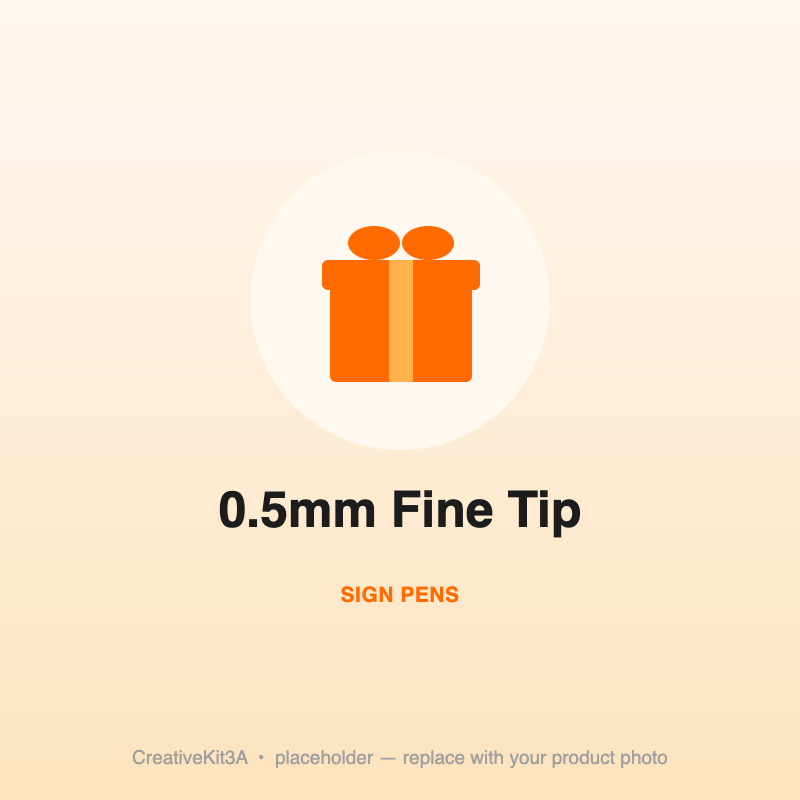 0.5mm Fine Tip
SIGN PENS
CreativeKit3A • placeholder — replace with your product photo